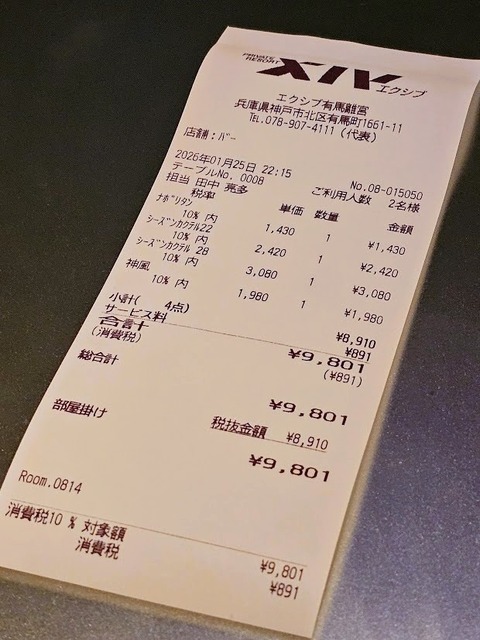 PRIVATE RESORT XIV エクシブ
エクシブ有馬離宮
兵庫県神戸市北区有馬町1661-11
TEL.078-907-4111 (代表)
店舗:バー
2026年01月25日 22:15 No.08-015050
テーブルNo. 0008 ご利用人数 2名様
担当 田中 亮多
税率 単価 数量 金額
ナポリタン
10% 内 1,430 1 ¥1,430
シーズンカクテル22
10% 内 2,420 1 ¥2,420
シーズンカクテル 28
10% 内 3,080 1 ¥3,080
神風
10% 内 1,980 1 ¥1,980
小計( 4点) ¥8,910
サービス料 ¥891
合計 ¥9,801
(消費税) (¥891)
総合計 ¥9,801
税抜金額 ¥8,910
部屋掛け ¥9,801
Room.0814
消費税10 % 対象額 ¥9,801
消費税 ¥891